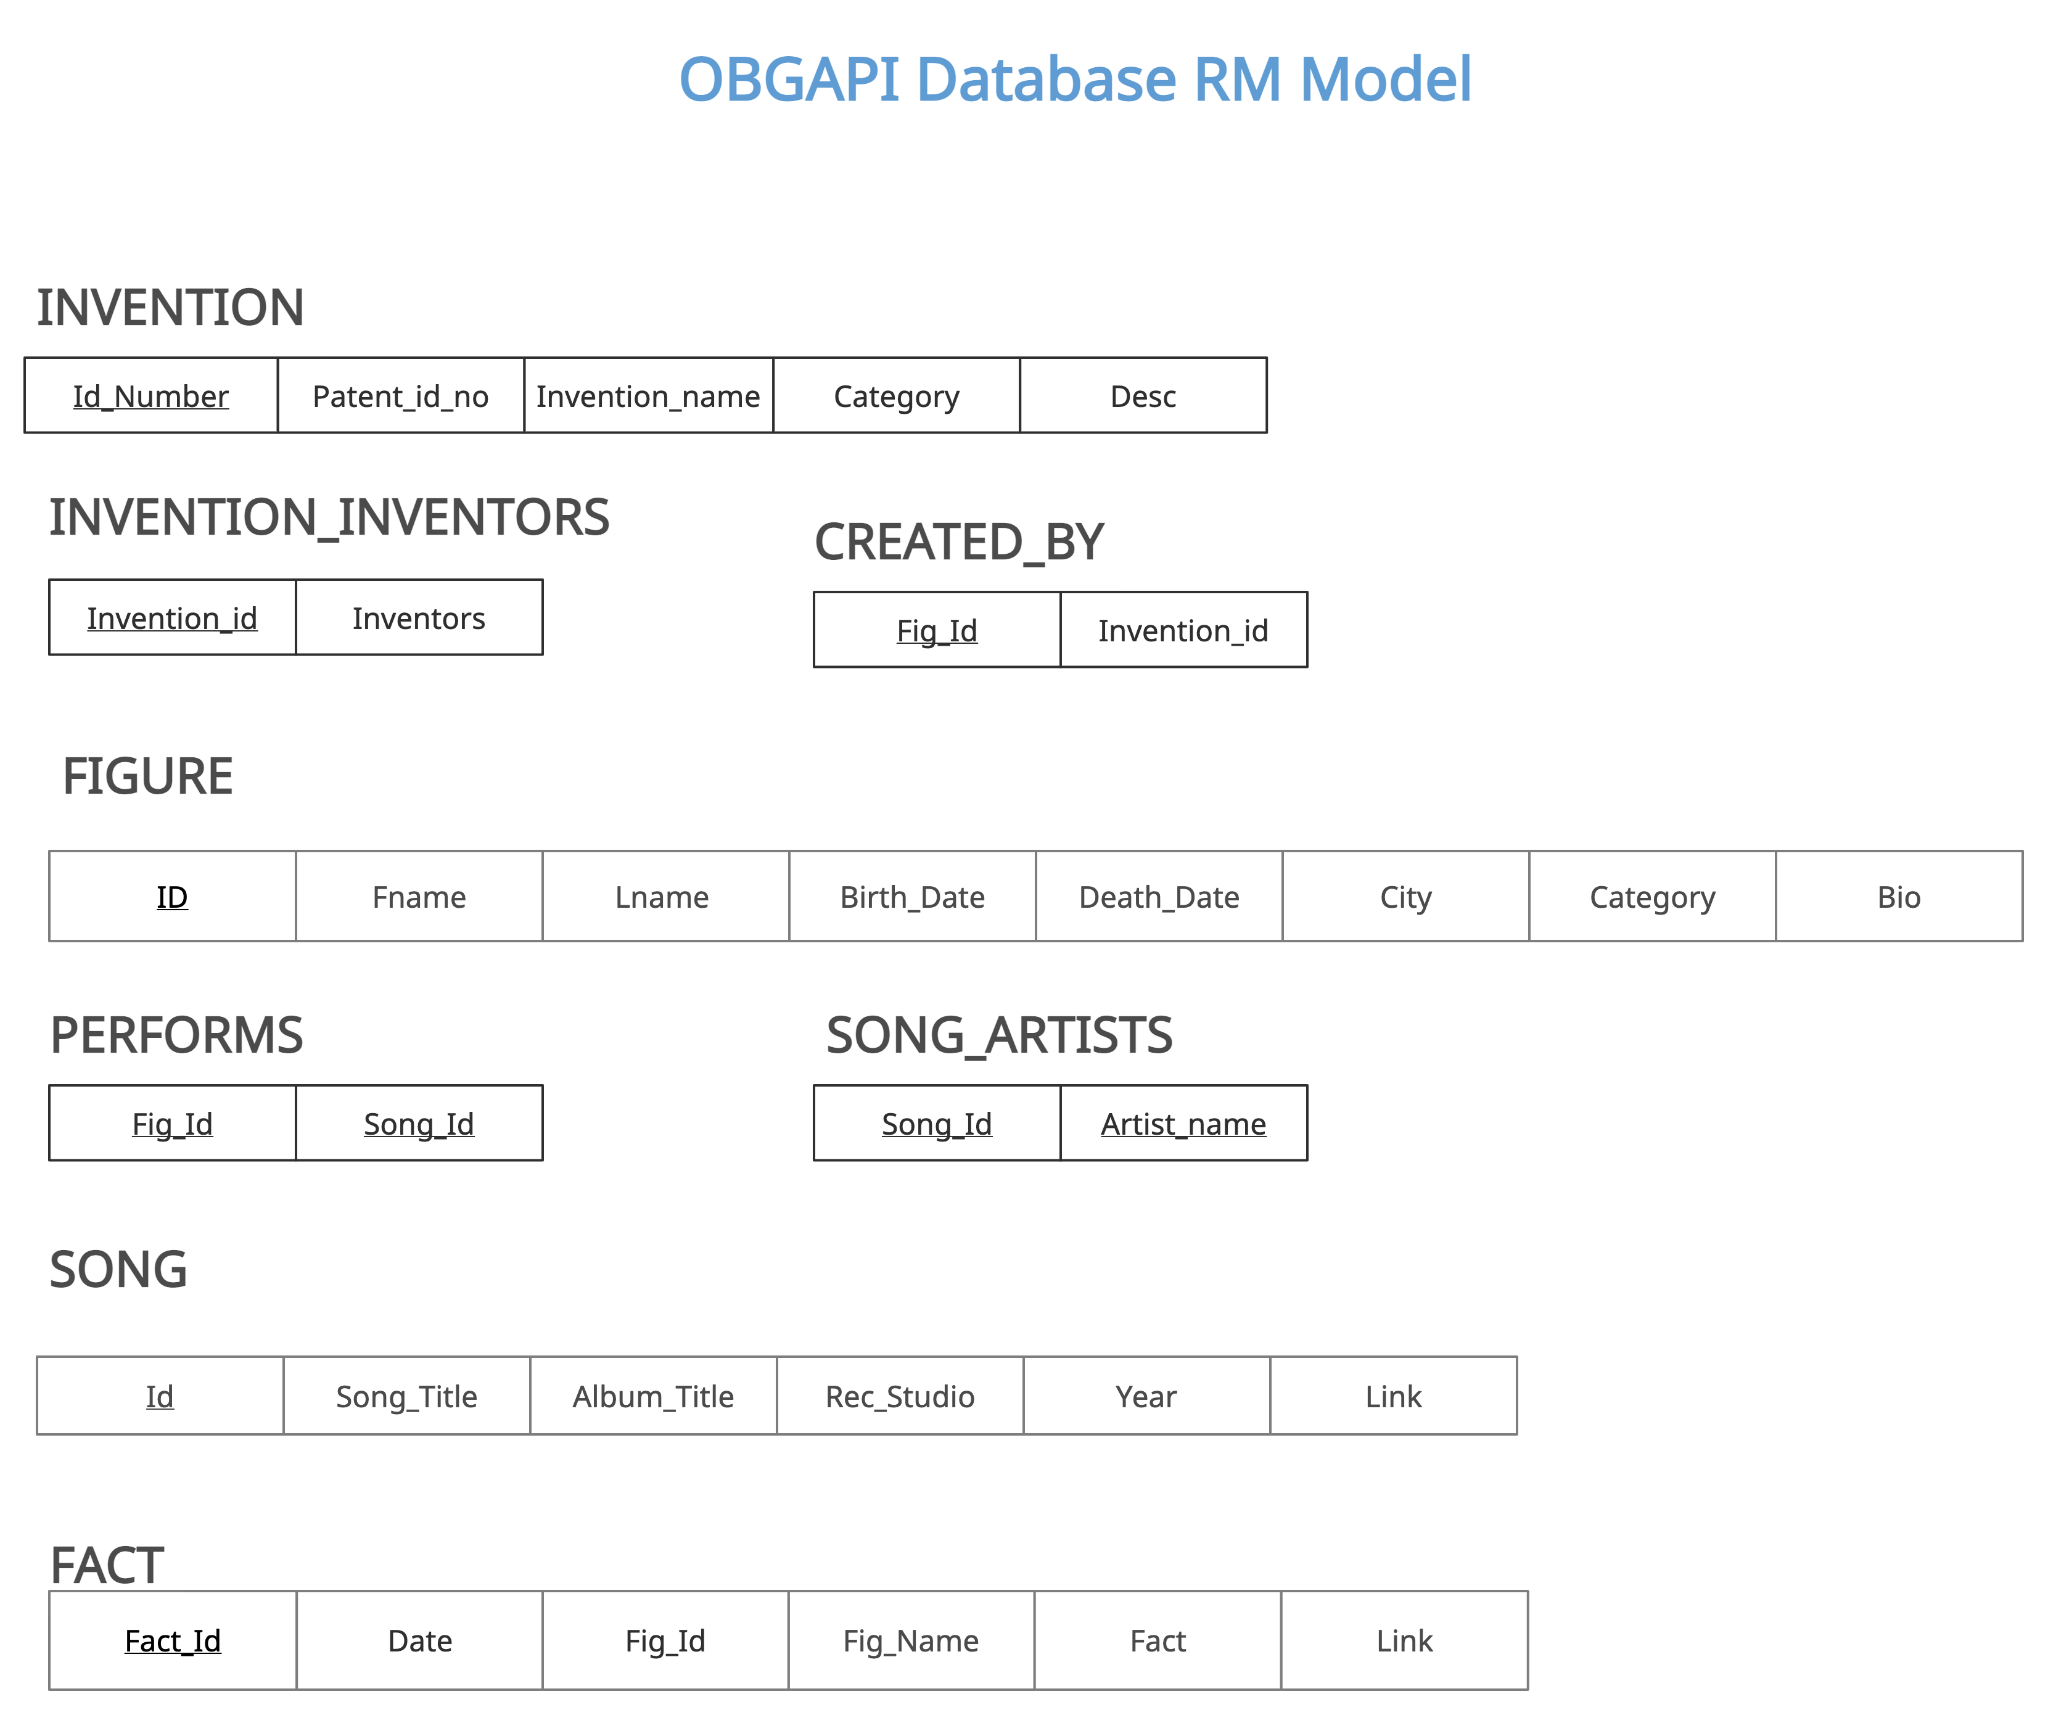 OBGAPI Database RM Model
INVENTION
Id_Number Patent_id_no Invention_name Category Desc
INVENTION_INVENTORS
Invention_id Inventors
CREATED_BY
Fig_Id Invention_id
FIGURE
ID Fname Lname Birth_Date Death_Date City Category Bio
PERFORMS
Fig_Id Song_Id
SONG_ARTISTS
Song_Id Artist_name
SONG
Id Song_Title Album_Title Rec_Studio Year Link
FACT
Fact_Id Date Fig_Id Fig_Name Fact Link